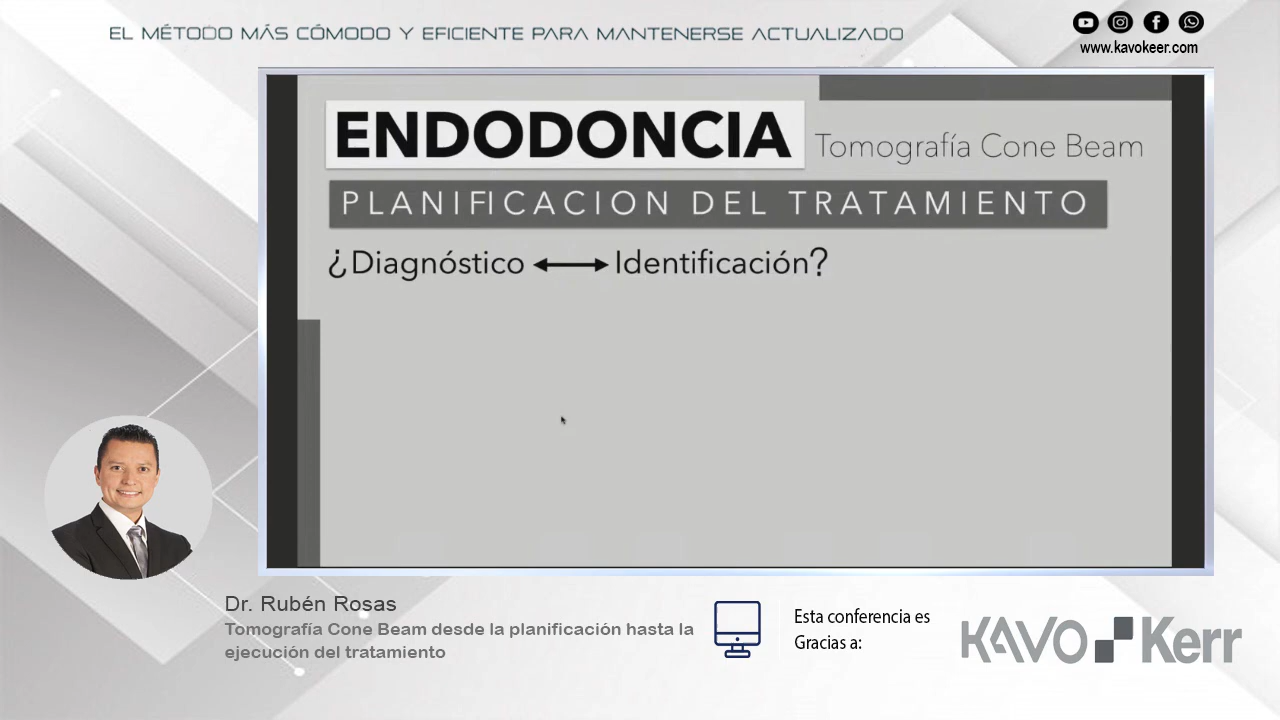 EL MÉTODO MÁS CÓMODO Y EFICIENTE PARA MANTENERSE ACTUALIZADO
www.kavokeer.com
ENDODONCIA Tomografía Cone Beam
PLANIFICACION DEL TRATAMIENTO
¿Diagnóstico ⟷ Identificación?
Dr. Rubén Rosas
Tomografía Cone Beam desde la planificación hasta la
ejecución del tratamiento
Esta conferencia es
Gracias a:
KAVO Kerr